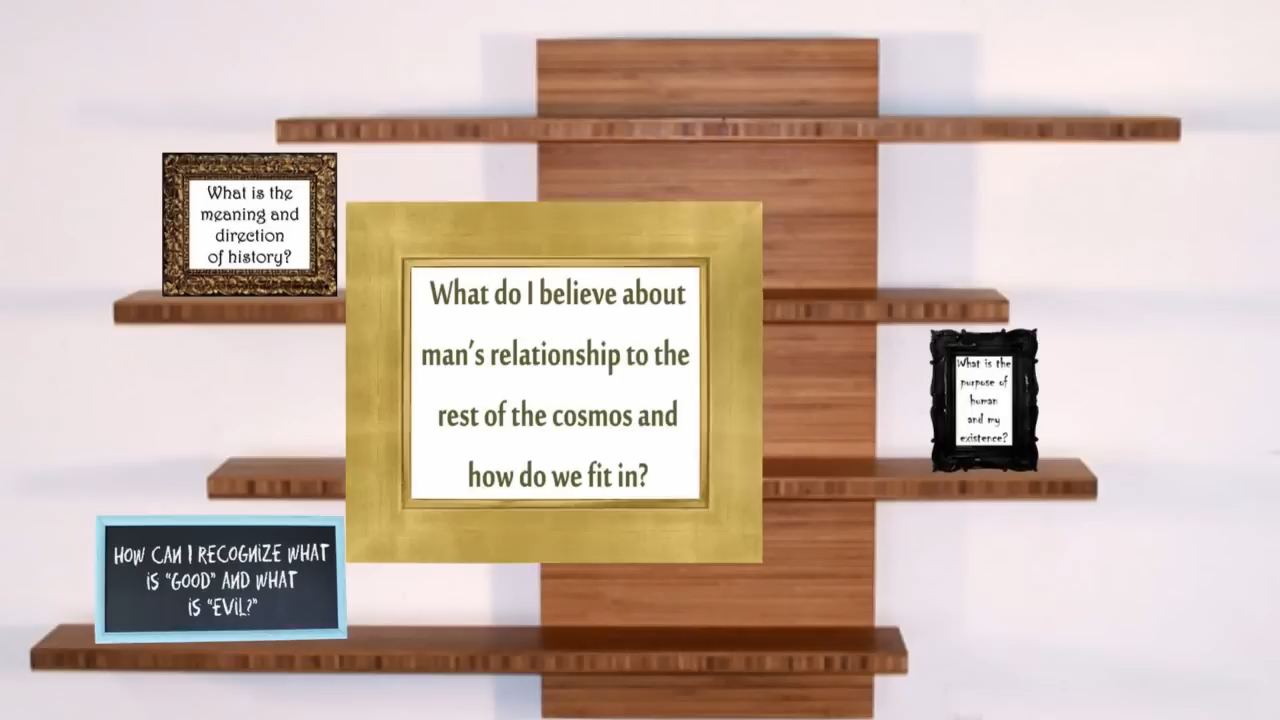 What is the
meaning and
direction
of history?
What do I believe about
man's relationship to the
rest of the cosmos and
how do we fit in?
What is the
purpose of
human
and my
existence?
HOW CAN I RECOGNIZE WHAT
IS "GOOD" AND WHAT
IS "EVIL?"